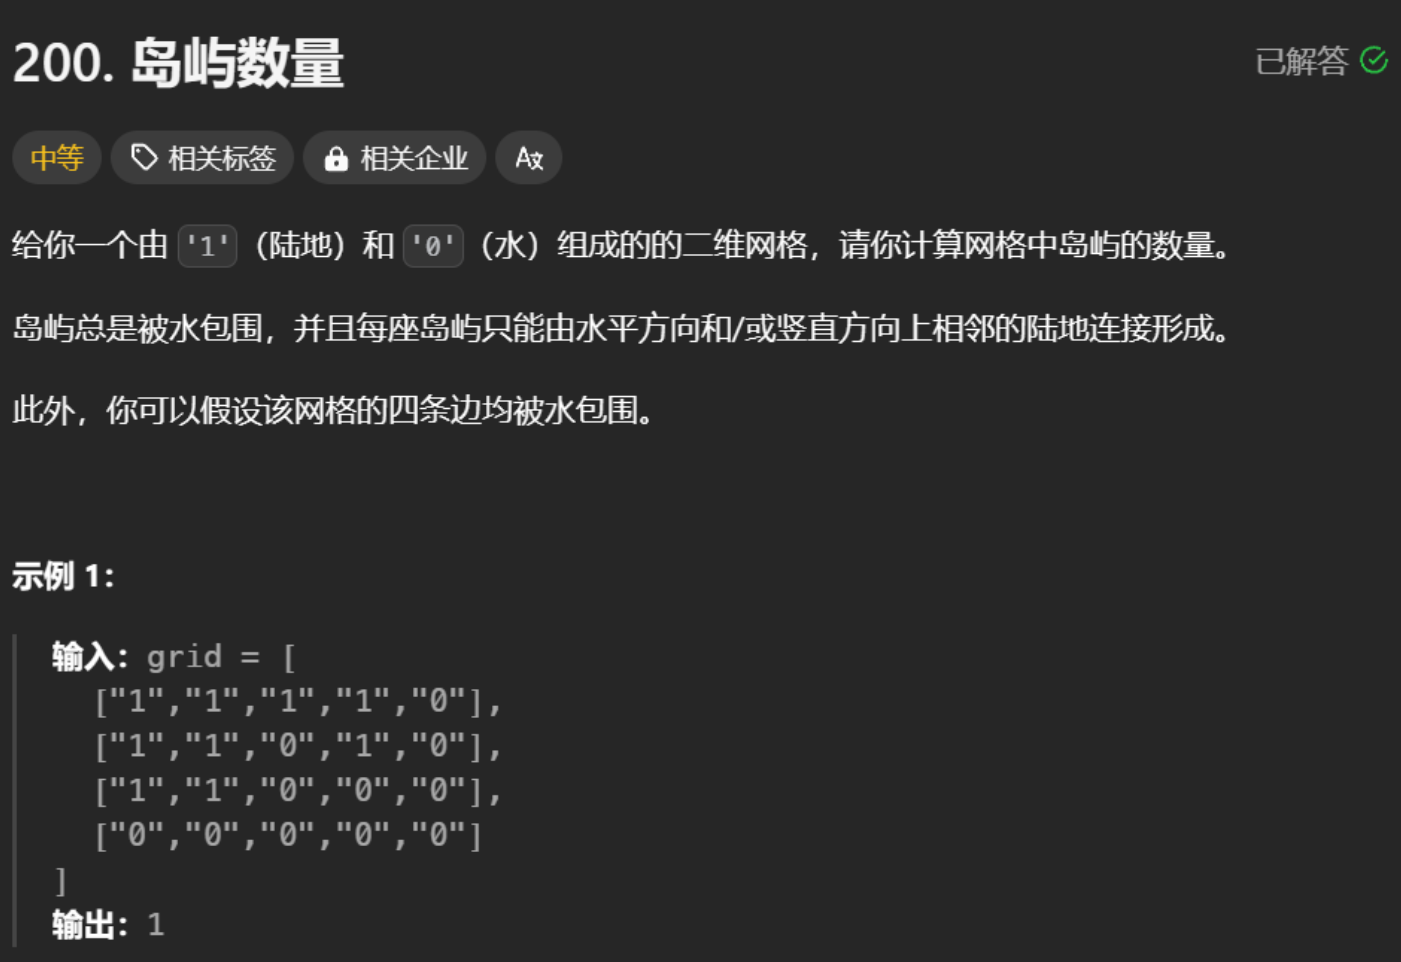 200. 岛屿数量
已解答
中等 相关标签 相关企业
给你一个由 '1'（陆地）和 '0'（水）组成的的二维网格，请你计算网格中岛屿的数量。
岛屿总是被水包围，并且每座岛屿只能由水平方向和/或竖直方向上相邻的陆地连接形成。
此外，你可以假设该网格的四条边均被水包围。
示例 1：
输入：grid = [
["1","1","1","1","0"],
["1","1","0","1","0"],
["1","1","0","0","0"],
["0","0","0","0","0"]
]
输出：1